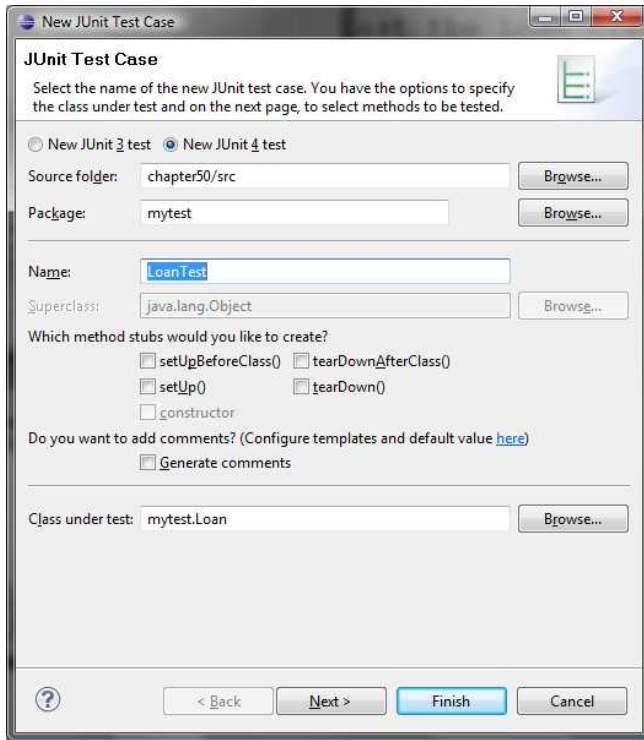 New JUnit Test Case
JUnit Test Case
Select the name of the new JUnit test case. You have the options to specify
the class under test and on the next page, to select methods to be tested.
New JUnit 3 test New JUnit 4 test
Source folder: chapter50/src Browse...
Package: mytest Browse...
Name: LoanTest
Superclass: java.lang.Object Browse...
Which method stubs would you like to create?
setUpBeforeClass() tearDownAfterClass()
setUp() tearDown()
constructor
Do you want to add comments? (Configure templates and default value here)
Generate comments
Class under test: mytest.Loan Browse...
? < Back Next > Finish Cancel